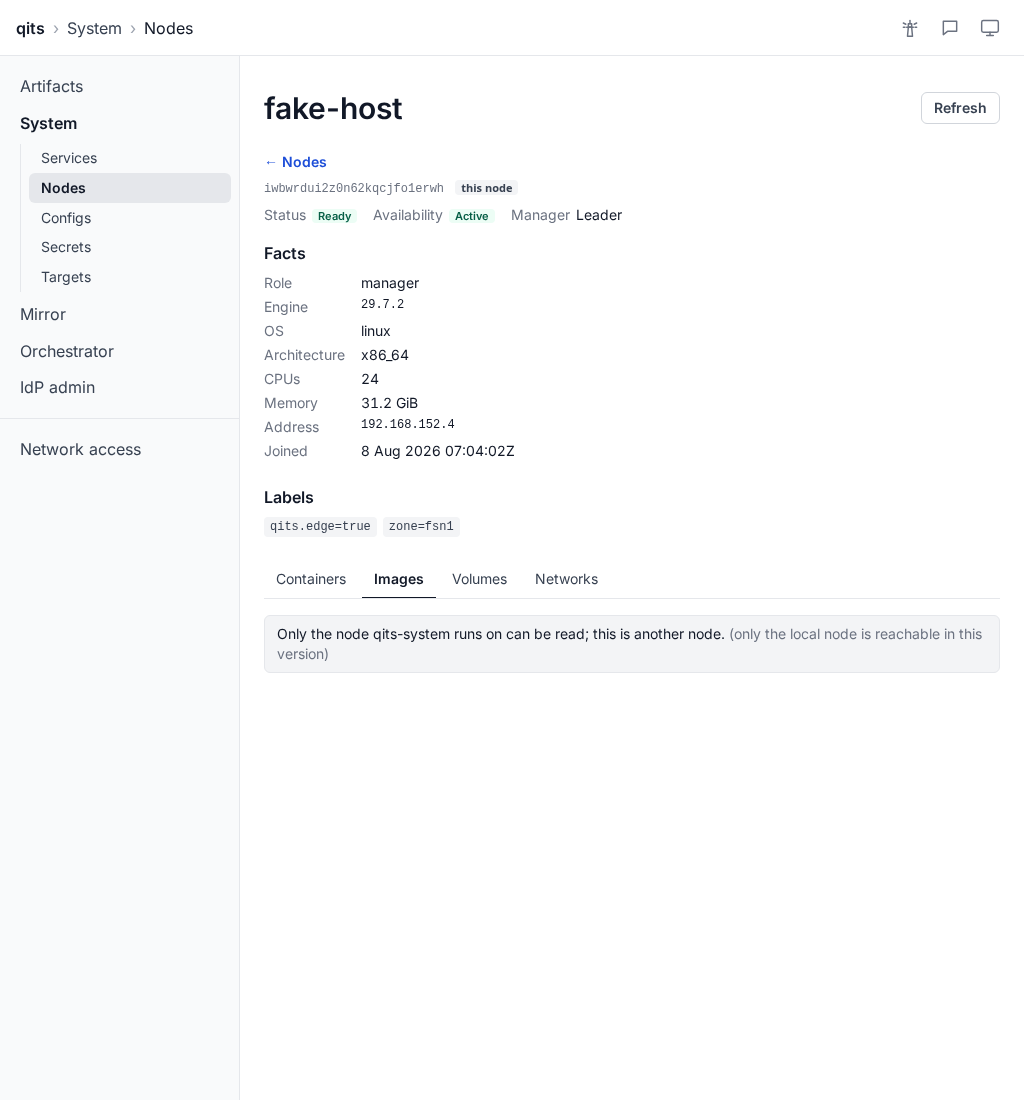 qits › System › Nodes
Artifacts
System
Services
Nodes
Configs
Secrets
Targets
Mirror
Orchestrator
IdP admin
Network access
fake-host
Refresh
← Nodes
iwbwrdui2z0n62kqcjfo1erwh this node
Status Ready Availability Active Manager Leader
Facts
Role manager
Engine 29.7.2
OS linux
Architecture x86_64
CPUs 24
Memory 31.2 GiB
Address 192.168.152.4
Joined 8 Aug 2026 07:04:02Z
Labels
qits.edge=true zone=fsn1
Containers Images Volumes Networks
Only the node qits-system runs on can be read; this is another node. (only the local node is reachable in this
version)